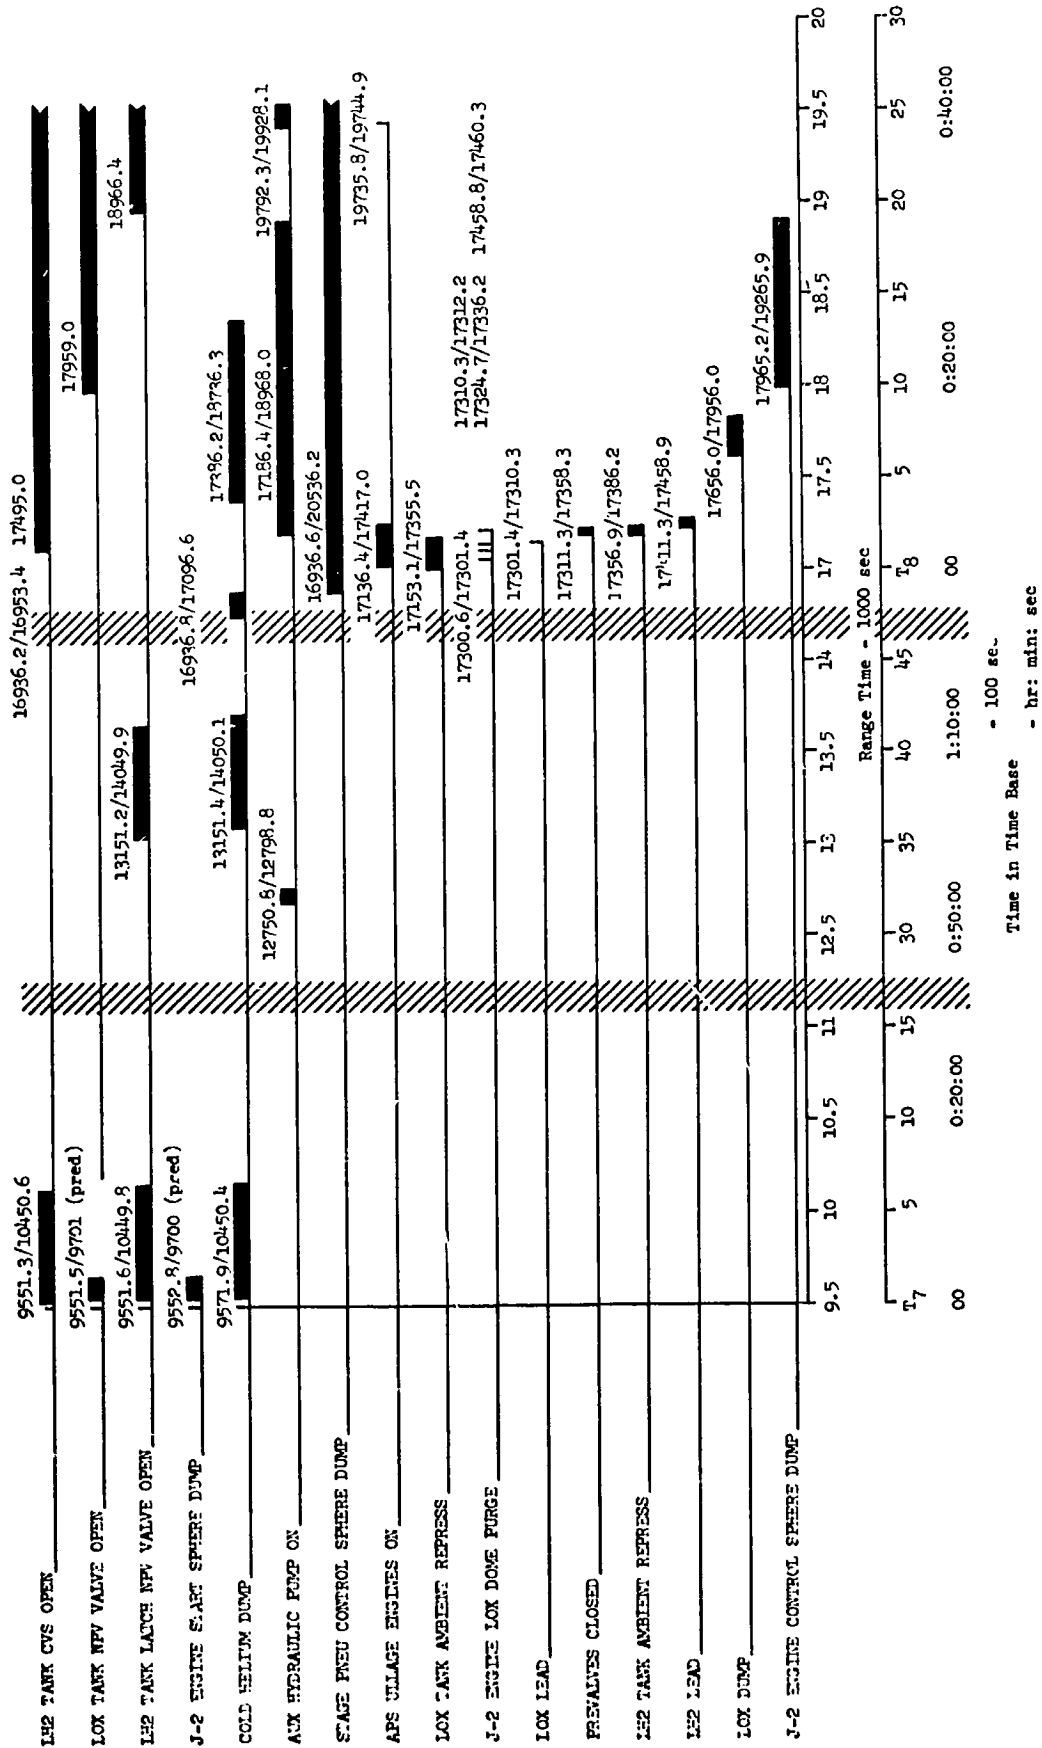 LH2 TANK CVS OPEN
9551.3/10450.6
16936.2/16953.4 17495.0
LOX TANK NPV VALVE OPEN
9551.5/9701 (pred)
17959.0
LH2 TANK LATCH NPV VALVE OPEN
9551.6/10449.8
13151.2/14049.9
18966.4
J-2 ENGINE START SPHERE DUMP
9552.8/9700 (pred)
COLD HELIUM DUMP
9571.9/10450.4
13151.4/14050.1
16936.8/17096.6
17386.2/18736.3
AUX HYDRAULIC PUMP ON
12750.8/12798.8
17186.4/18968.0
19792.3/19928.1
STAGE PNEU CONTROL SPHERE DUMP
16936.6/20536.2
APS ULLAGE ENGINES ON
17136.4/17417.0
19735.8/19744.9
LOX TANK AMBIENT REPRESS
17153.1/17355.5
J-2 ENGINE LOX DOME PURGE
17300.6/17301.4
17310.3/17312.2
17324.7/17336.2
17458.8/17460.3
LOX LEAD
17301.4/17310.3
PREVALVES CLOSED
17311.3/17358.3
LH2 TANK AMBIENT REPRESS
17356.9/17386.2
LH2 LEAD
17411.3/17458.9
LOX DUMP
17656.0/17956.0
J-2 ENGINE CONTROL SPHERE DUMP
17965.2/19265.9
9.5 10 10.5 11 12.5 13 13.5 14 17 17.5 18 18.5 19 19.5 20
Range Time - 1000 sec
T7 5 10 15 30 35 40 45 T8 5 10 15 20 25 30
00 0:20:00 0:50:00 1:10:00 00 0:20:00 0:40:00
- 100 sec
Time in Time Base
- hr: min: sec